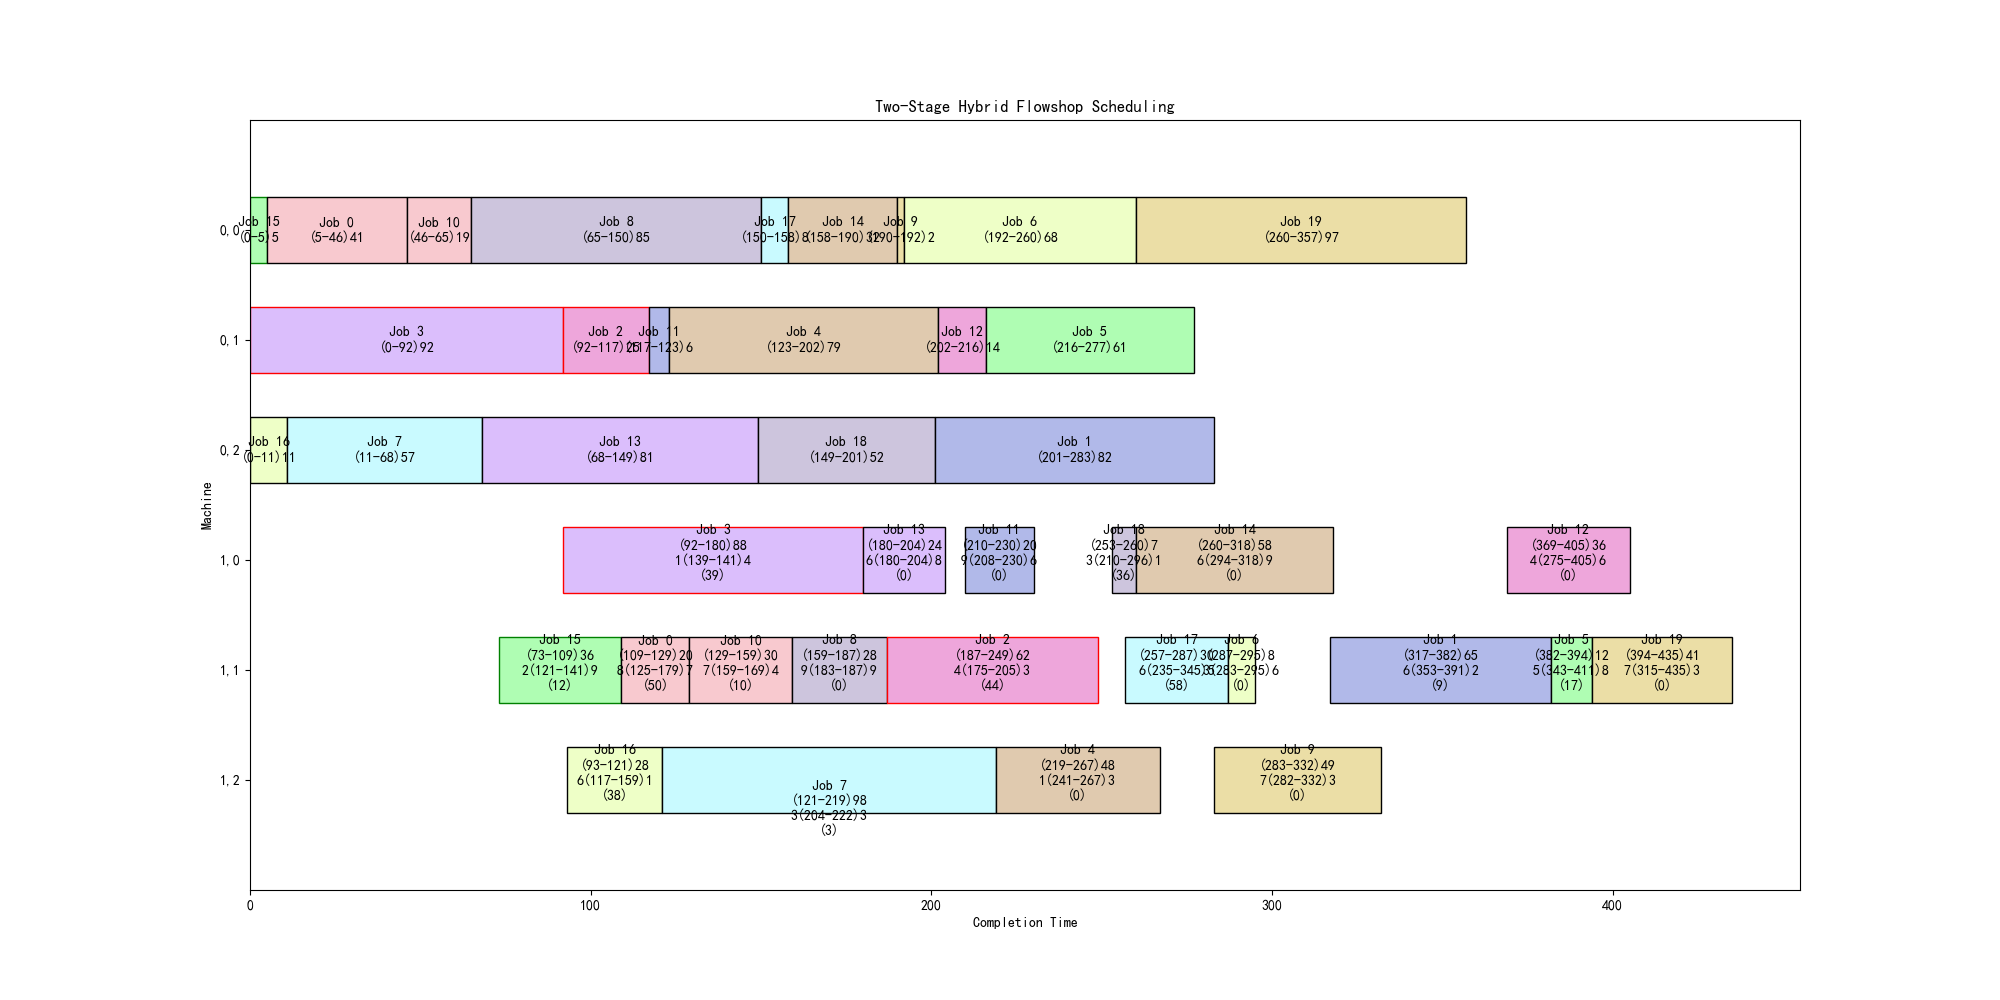 Two-Stage Hybrid Flowshop Scheduling
0,0
Job 15
(0-5)5
Job 0
(5-46)41
Job 10
(46-65)19
Job 8
(65-150)85
Job 17
(150-158)8
Job 14
(158-190)32
Job 9
(190-192)2
Job 6
(192-260)68
Job 19
(260-357)97
0,1
Job 3
(0-92)92
Job 2
(92-117)25
Job 11
(117-123)6
Job 4
(123-202)79
Job 12
(202-216)14
Job 5
(216-277)61
0,2
Job 16
(0-11)11
Job 7
(11-68)57
Job 13
(68-149)81
Job 18
(149-201)52
Job 1
(201-283)82
Machine
1,0
Job 3
(92-180)88
1(139-141)4
(39)
Job 13
(180-204)24
6(180-204)8
(0)
Job 11
(210-230)20
9(208-230)6
(0)
Job 18
(253-260)7
3(210-296)1
(36)
Job 14
(260-318)58
6(294-318)9
(0)
Job 12
(369-405)36
4(275-405)6
(0)
1,1
Job 15
(73-109)36
2(121-141)9
(12)
Job 0
(109-129)20
8(125-179)7
(50)
Job 10
(129-159)30
7(159-169)4
(10)
Job 8
(159-187)28
9(183-187)9
(0)
Job 2
(187-249)62
4(175-205)3
(44)
Job 17
(257-287)30
6(235-345)5
(58)
Job 6
(287-295)8
3(283-295)6
(0)
Job 1
(317-382)65
6(353-391)2
(9)
Job 5
(382-394)12
5(343-411)8
(17)
Job 19
(394-435)41
7(315-435)3
(0)
1,2
Job 16
(93-121)28
6(117-159)1
(38)
Job 7
(121-219)98
3(204-222)3
(3)
Job 4
(219-267)48
1(241-267)3
(0)
Job 9
(283-332)49
7(282-332)3
(0)
0
100
200
300
400
Completion Time